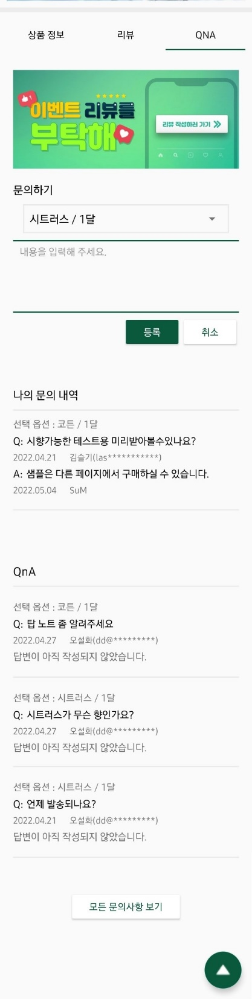 상품 정보 리뷰 QNA
1
이벤트 리뷰를
부탁해
리뷰 작성하러 가기
문의하기
시트러스 / 1달
내용을 입력해 주세요.
등록 취소
나의 문의 내역
선택 옵션 : 코튼 / 1달
Q: 시향가능한 테스트용 미리받아볼수있나요?
2022.04.21 김슬기(las***********)
A: 샘플은 다른 페이지에서 구매하실 수 있습니다.
2022.05.04 SuM
QnA
선택 옵션 : 코튼 / 1달
Q: 탑 노트 좀 알려주세요
2022.04.27 오설화(dd@*********)
답변이 아직 작성되지 않았습니다.
선택 옵션 : 시트러스 / 1달
Q: 시트러스가 무슨 향인가요?
2022.04.27 오설화(dd@*********)
답변이 아직 작성되지 않았습니다.
선택 옵션 : 시트러스 / 1달
Q: 언제 발송되나요?
2022.04.21 오설화(dd@*********)
답변이 아직 작성되지 않았습니다.
모든 문의사항 보기